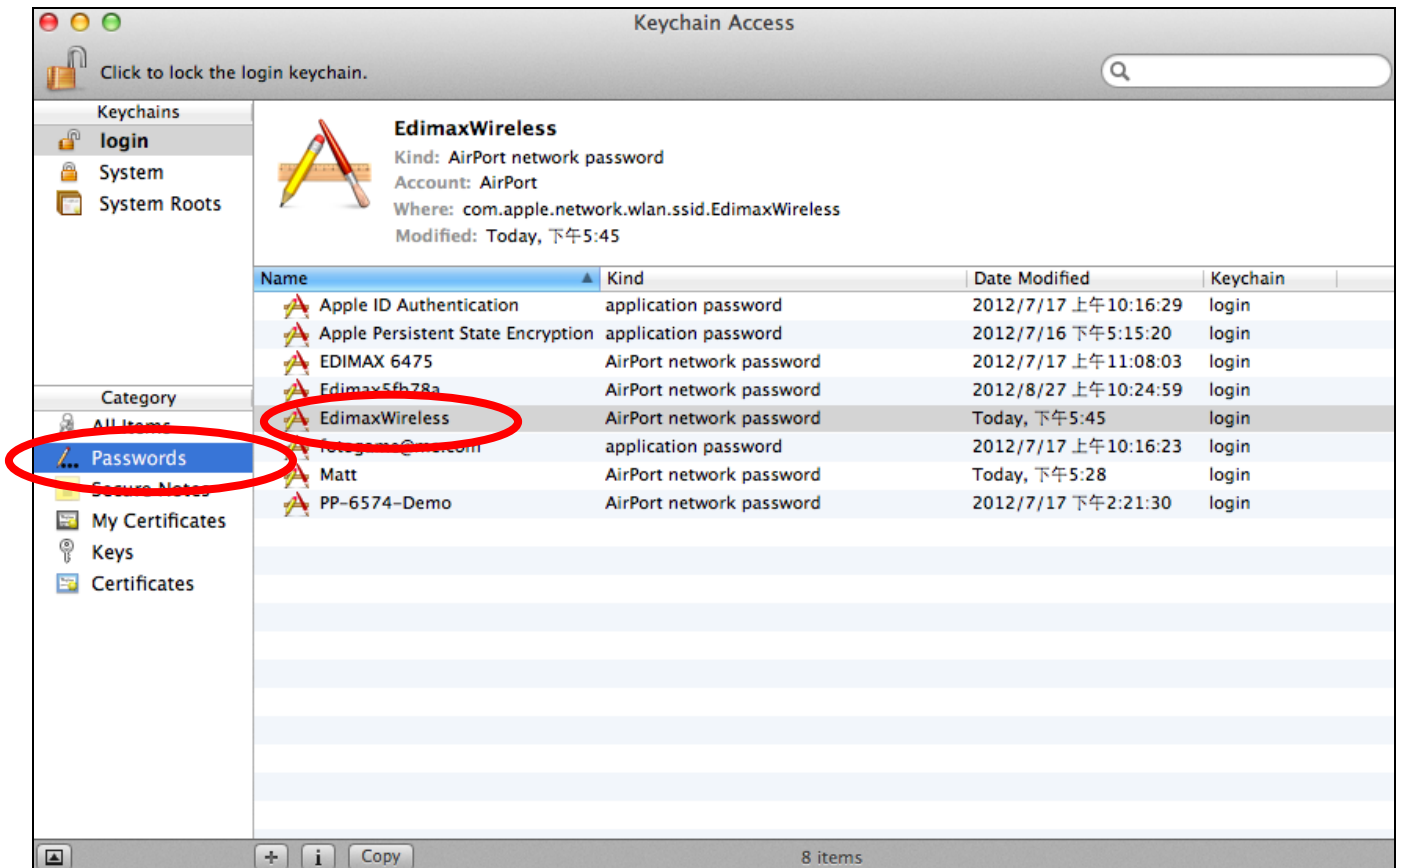 Keychain Access
Click to lock the login keychain.
Keychains
login
System
System Roots
EdimaxWireless
Kind: AirPort network password
Account: AirPort
Where: com.apple.network.wlan.ssid.EdimaxWireless
Modified: Today, 下午5:45
Name Kind Date Modified Keychain
Apple ID Authentication application password 2012/7/17 上午10:16:29 login
Apple Persistent State Encryption application password 2012/7/16 下午5:15:20 login
EDIMAX 6475 AirPort network password 2012/7/17 上午11:08:03 login
Edimax5fb78a AirPort network password 2012/8/27 上午10:24:59 login
EdimaxWireless AirPort network password Today, 下午5:45 login
application password 2012/7/17 上午10:16:23 login
Matt AirPort network password Today, 下午5:28 login
PP-6574-Demo AirPort network password 2012/7/17 下午2:21:30 login
Category
All Items
Passwords
Secure Notes
My Certificates
Keys
Certificates
+ i Copy 8 items